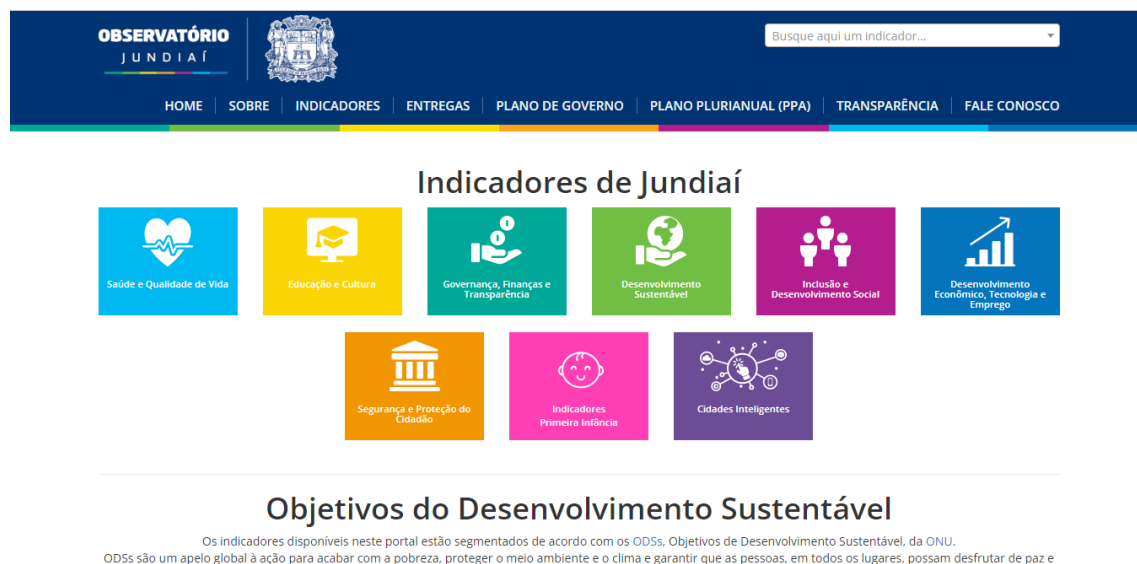 OBSERVATÓRIO
JUNDIAÍ
Busque aqui um indicador...
HOME
SOBRE
INDICADORES
ENTREGAS
PLANO DE GOVERNO
PLANO PLURIANUAL (PPA)
TRANSPARÊNCIA
FALE CONOSCO
Indicadores de Jundiaí
Saúde e Qualidade de Vida
Educação e Cultura
Governança, Finanças e
Transparência
Desenvolvimento
Sustentável
Inclusão e
Desenvolvimento Social
Desenvolvimento
Econômico, Tecnologia e
Emprego
Segurança e Proteção do
Cidadão
Indicadores
Primeira Infância
Cidades Inteligentes
Objetivos do Desenvolvimento Sustentável
Os indicadores disponíveis neste portal estão segmentados de acordo com os ODSs, Objetivos de Desenvolvimento Sustentável, da ONU.
ODSs são um apelo global à ação para acabar com a pobreza, proteger o meio ambiente e o clima e garantir que as pessoas, em todos os lugares, possam desfrutar de paz e